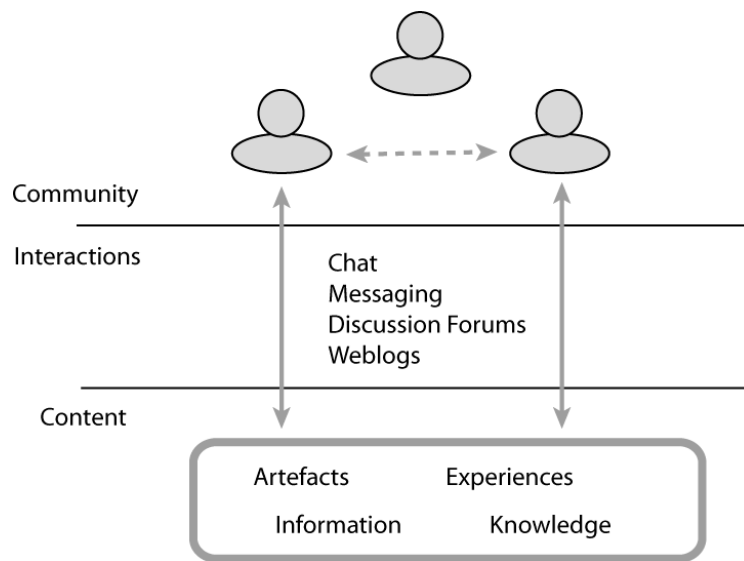 Community
Interactions
Chat
Messaging
Discussion Forums
Weblogs
Content
Artefacts Experiences
Information Knowledge